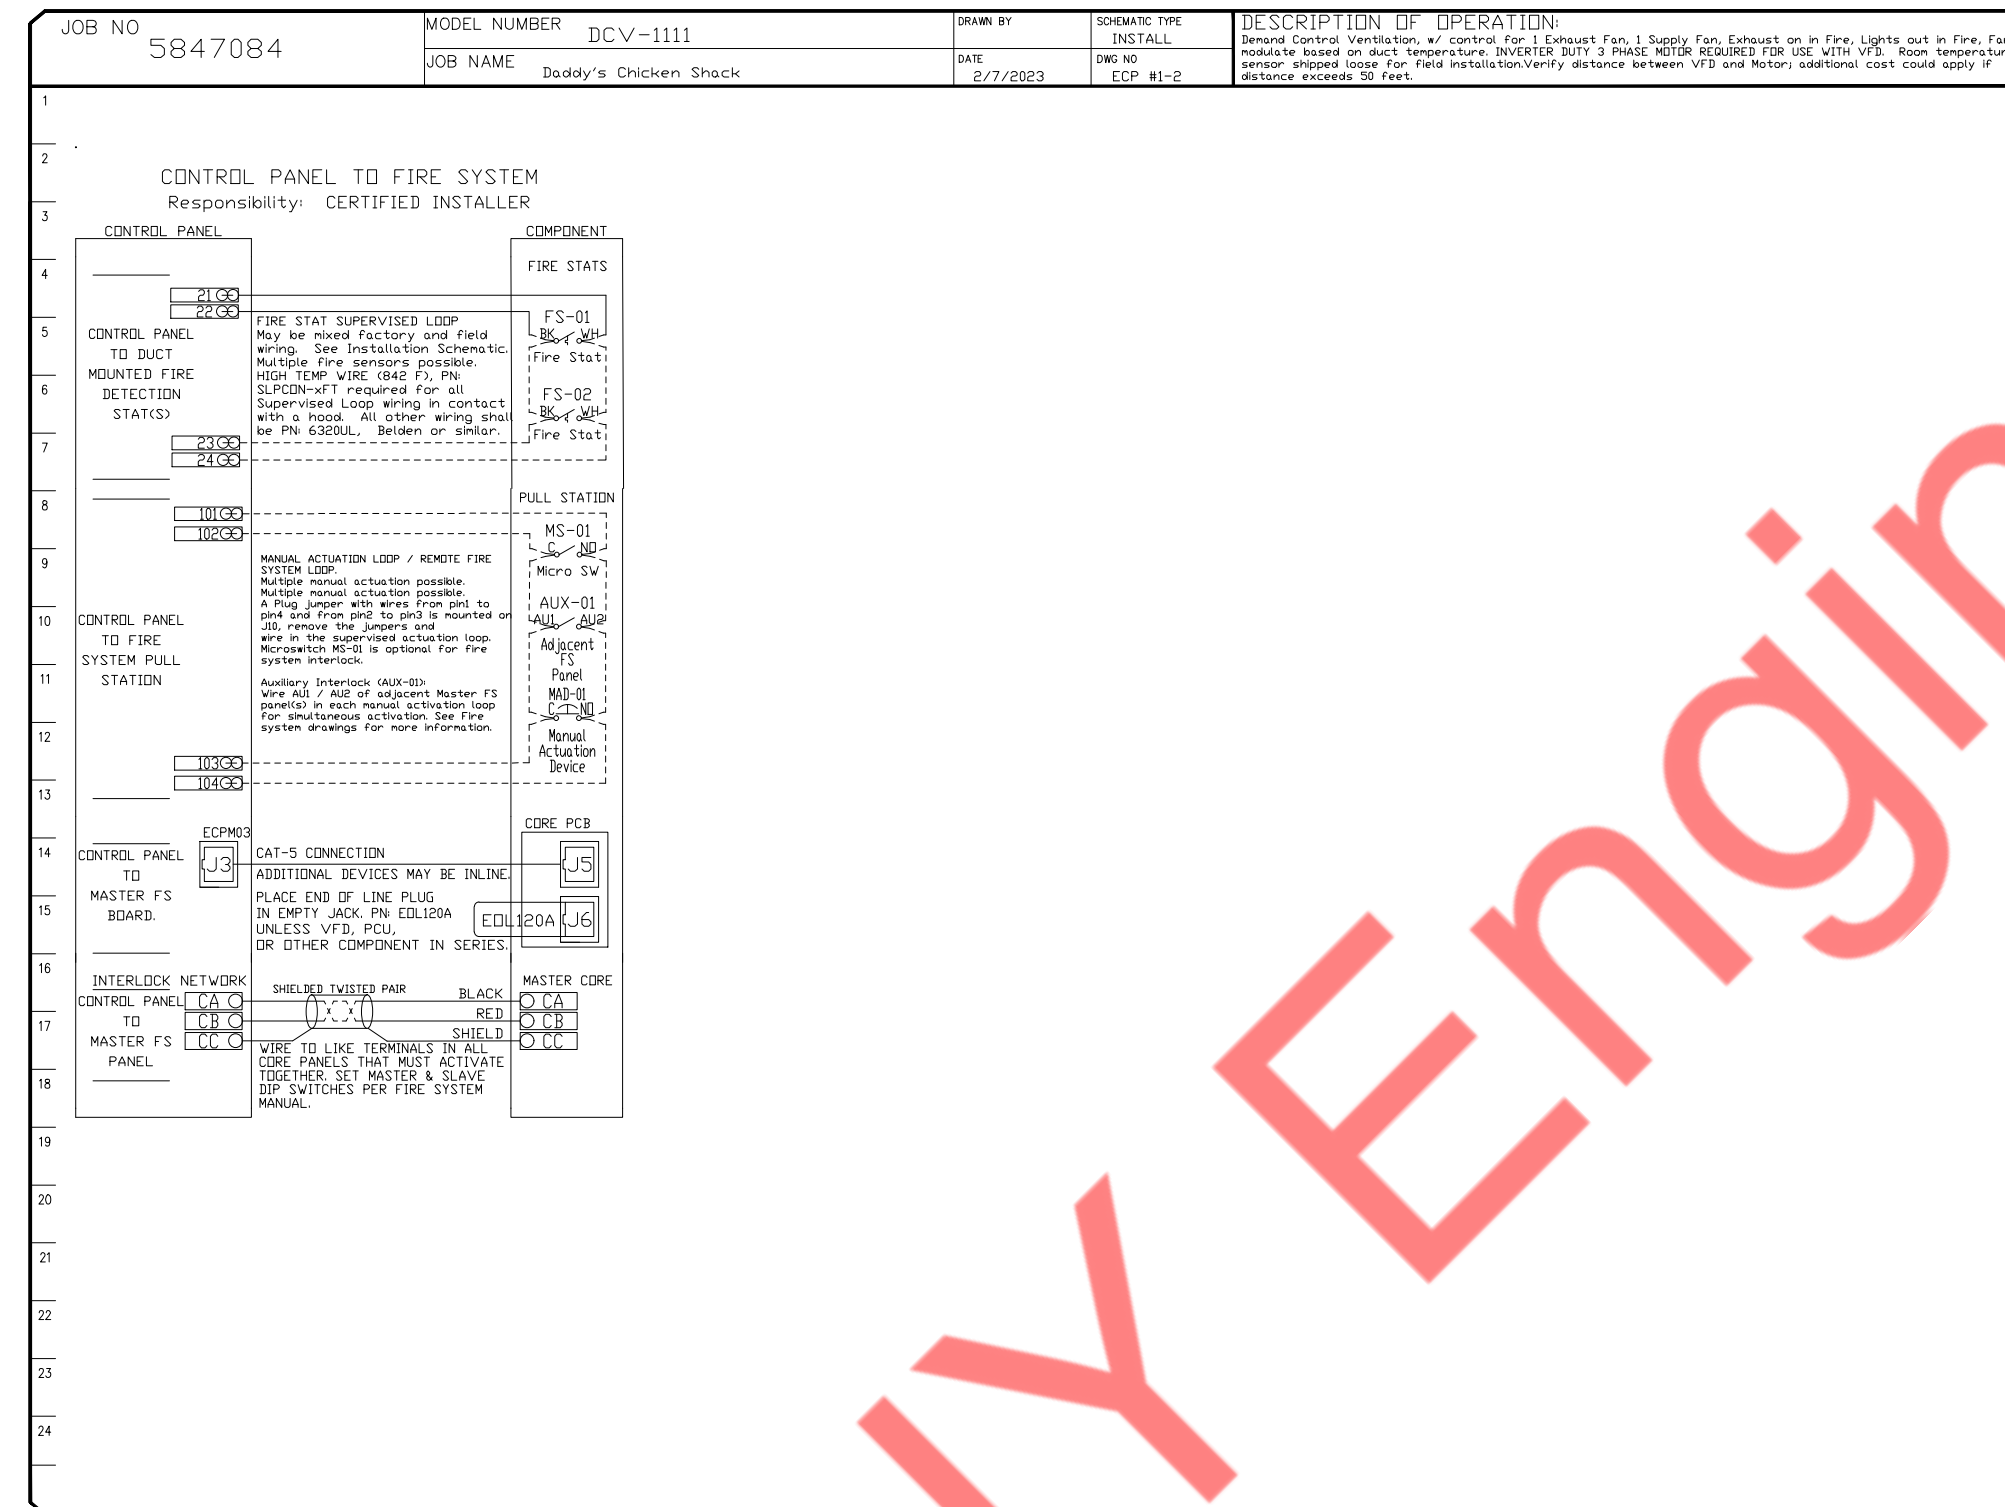 JOB NO
5847084
MODEL NUMBER DCV-1111
JOB NAME Daddy's Chicken Shack
DRAWN BY
DATE
2/7/2023
SCHEMATIC TYPE
INSTALL
DWG NO
ECP #1-2
DESCRIPTION OF OPERATION:
Demand Control Ventilation, w/ control for 1 Exhaust Fan, 1 Supply Fan, Exhaust on in Fire, Lights out in Fire,
modulate based on duct temperature. INVERTER DUTY 3 PHASE MOTOR REQUIRED FOR USE WITH VFD. Room
sensor shipped loose for field installation.Verify distance between VFD and Motor; additional cost could apply if
distance exceeds 50 feet.
1
2
3
4
5
6
7
8
9
10
11
12
13
14
15
16
17
18
19
20
21
22
23
24
CONTROL PANEL TO FIRE SYSTEM
Responsibility: CERTIFIED INSTALLER
CONTROL PANEL
COMPONENT
21
22
CONTROL PANEL
TO DUCT
MOUNTED FIRE
DETECTION
STAT(S)
23
24
FIRE STAT SUPERVISED LOOP
May be mixed factory and field
wiring. See Installation Schematic.
Multiple fire sensors possible.
HIGH TEMP WIRE (842 F), PN:
SLPCON-xFT required for all
Supervised Loop wiring in contact
with a hood. All other wiring shall
be PN: 6320UL, Belden or similar.
FIRE STATS
FS-01
BK WH
Fire Stat
FS-02
BK WH
Fire Stat
101
102
CONTROL PANEL
TO FIRE
SYSTEM PULL
STATION
103
104
MANUAL ACTUATION LOOP / REMOTE FIRE
SYSTEM LOOP.
Multiple manual actuation possible.
Multiple manual actuation possible.
A Plug jumper with wires from pin1 to
pin4 and from pin2 to pin3 is mounted on
J10, remove the jumpers and
wire in the supervised actuation loop.
Microswitch MS-01 is optional for fire
system interlock.
Auxiliary Interlock (AUX-01):
Wire AU1 / AU2 of adjacent Master FS
panel(s) in each manual activation loop
for simultaneous activation. See Fire
system drawings for more information.
PULL STATION
MS-01
C NO
Micro SW
AUX-01
AU1 AU2
Adjacent
FS
Panel
MAD-01
C NO
Manual
Actuation
Device
ECPM03
J3
CONTROL PANEL
TO
MASTER FS
BOARD.
CAT-5 CONNECTION
ADDITIONAL DEVICES MAY BE INLINE.
PLACE END OF LINE PLUG
IN EMPTY JACK. PN: EOL120A
UNLESS VFD, PCU,
OR OTHER COMPONENT IN SERIES.
CORE PCB
J5
EOL120A J6
INTERLOCK NETWORK
CONTROL PANEL
TO
MASTER FS
PANEL
CA
CB
CC
SHIELDED TWISTED PAIR
BLACK
RED
SHIELD
MASTER CORE
CA
CB
CC
WIRE TO LIKE TERMINALS IN ALL
CORE PANELS THAT MUST ACTIVATE
TOGETHER. SET MASTER & SLAVE
DIP SWITCHES PER FIRE SYSTEM
MANUAL.
Y Engin